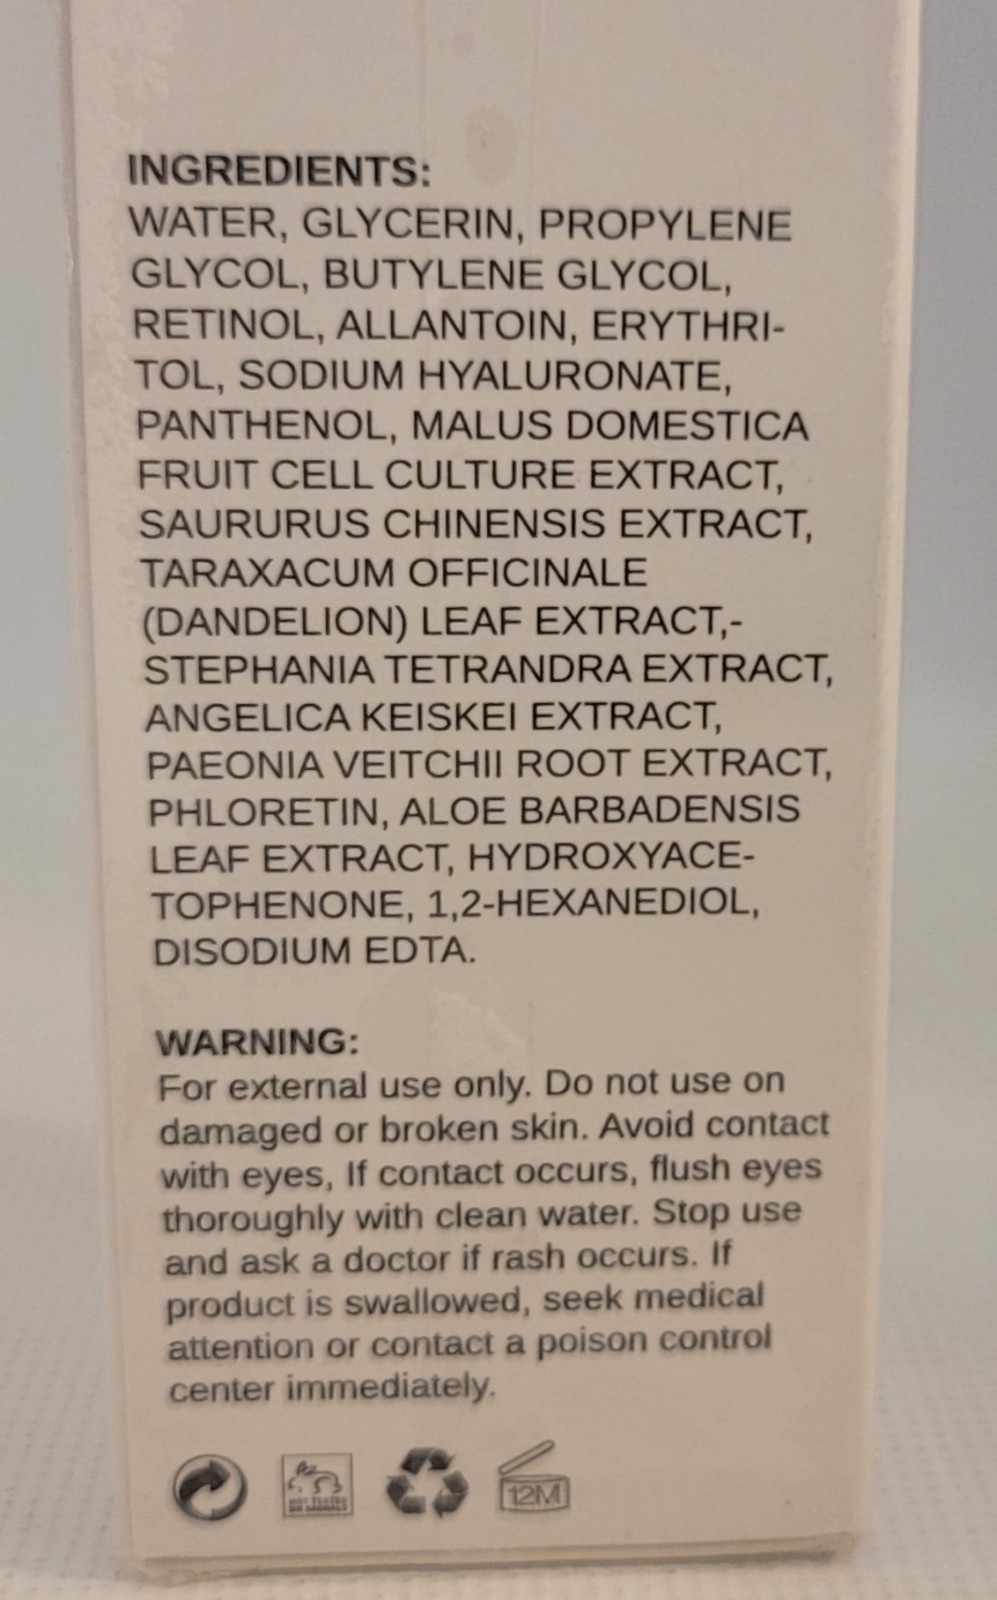 INGREDIENTS:
WATER, GLYCERIN, PROPYLENE
GLYCOL, BUTYLENE GLYCOL,
RETINOL, ALLANTOIN, ERYTHRI-
TOL, SODIUM HYALURONATE,
PANTHENOL, MALUS DOMESTICA
FRUIT CELL CULTURE EXTRACT,
SAURURUS CHINENSIS EXTRACT,
TARAXACUM OFFICINALE
(DANDELION) LEAF EXTRACT,-
STEPHANIA TETRANDRA EXTRACT,
ANGELICA KEISKEI EXTRACT,
PAEONIA VEITCHII ROOT EXTRACT,
PHLORETIN, ALOE BARBADENSIS
LEAF EXTRACT, HYDROXYACE-
TOPHENONE, 1,2-HEXANEDIOL,
DISODIUM EDTA.
WARNING:
For external use only. Do not use on
damaged or broken skin. Avoid contact
with eyes, If contact occurs, flush eyes
thoroughly with clean water. Stop use
and ask a doctor if rash occurs. If
product is swallowed, seek medical
attention or contact a poison control
center immediately.
NOT TESTED
ON ANIMALS
12M